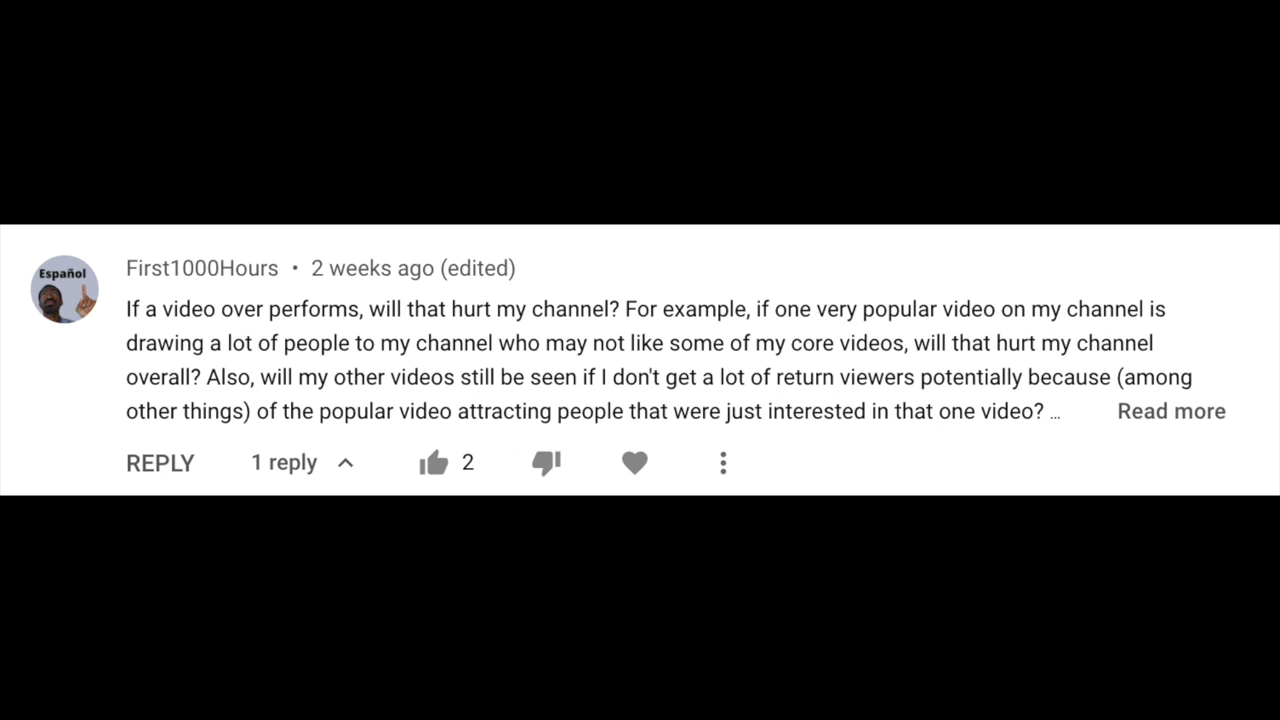 Español
First1000Hours • 2 weeks ago (edited)
If a video over performs, will that hurt my channel? For example, if one very popular video on my channel is
drawing a lot of people to my channel who may not like some of my core videos, will that hurt my channel
overall? Also, will my other videos still be seen if I don't get a lot of return viewers potentially because (among
other things) of the popular video attracting people that were just interested in that one video? ... Read more
REPLY 1 reply 2